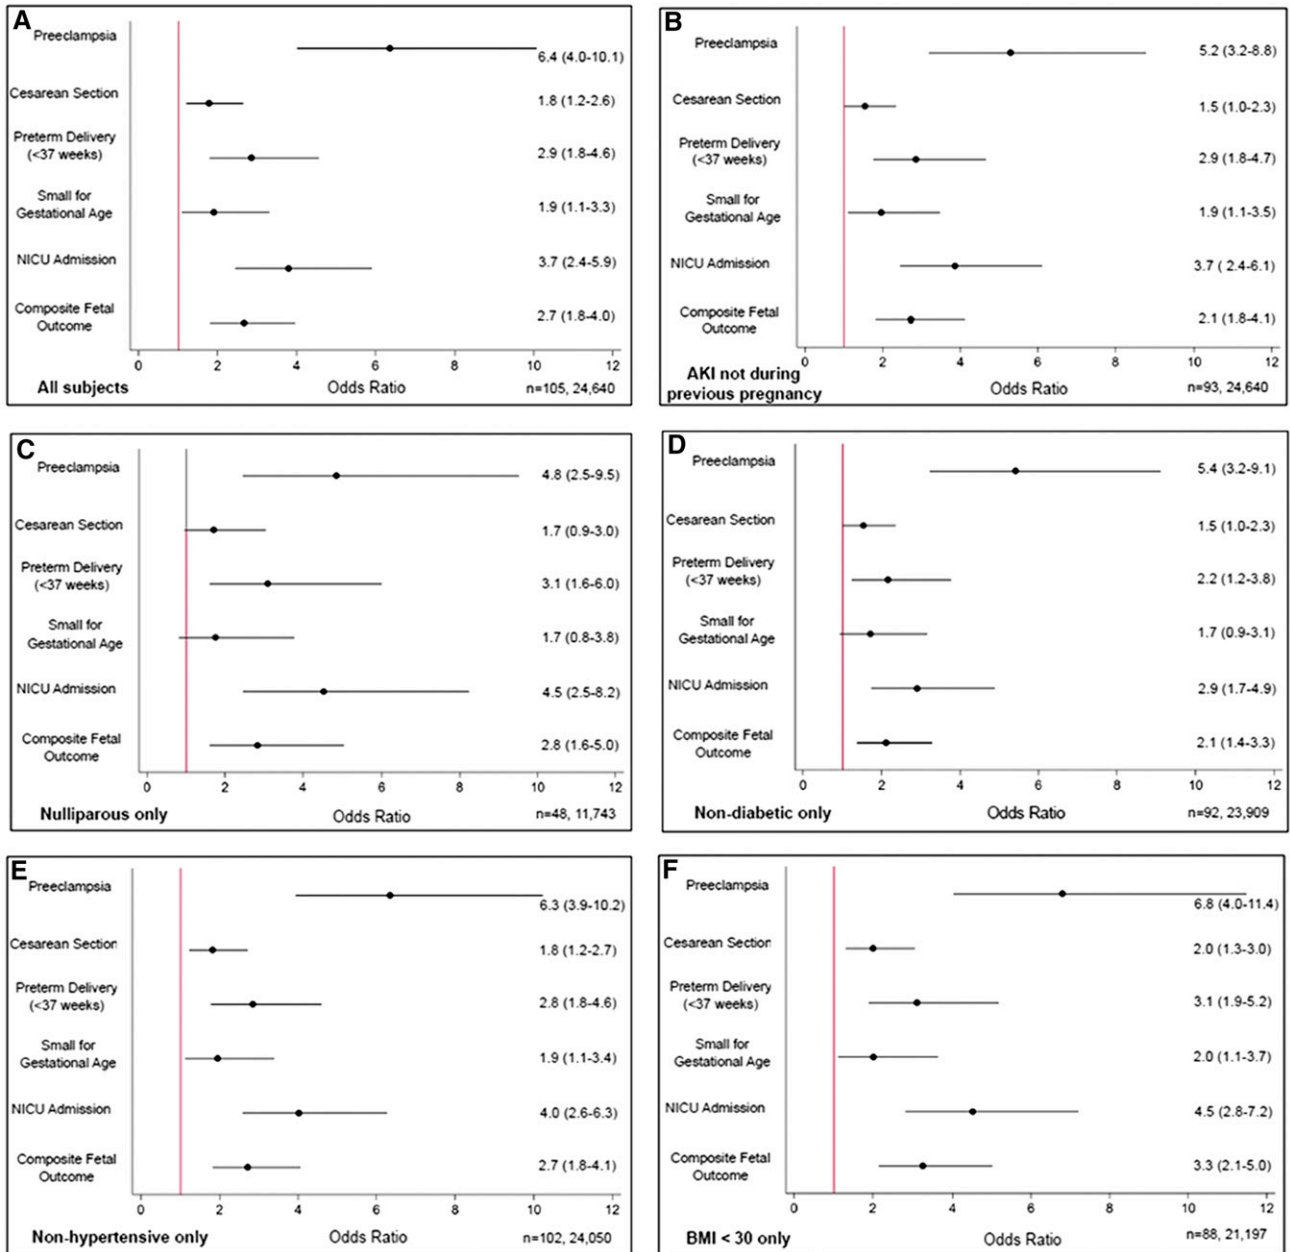 A
Preeclampsia
6.4 (4.0-10.1)
Cesarean Section
1.8 (1.2-2.6)
Preterm Delivery
(<37 weeks)
2.9 (1.8-4.6)
Small for
Gestational Age
1.9 (1.1-3.3)
NICU Admission
3.7 (2.4-5.9)
Composite Fetal
Outcome
2.7 (1.8-4.0)
0 2 4 6 8 10 12
All subjects
Odds Ratio
n=105, 24,640
B
Preeclampsia
5.2 (3.2-8.8)
Cesarean Section
1.5 (1.0-2.3)
Preterm Delivery
(<37 weeks)
2.9 (1.8-4.7)
Small for
Gestational Age
1.9 (1.1-3.5)
NICU Admission
3.7 ( 2.4-6.1)
Composite Fetal
Outcome
2.1 (1.8-4.1)
0 2 4 6 8 10 12
AKI not during
previous pregnancy
Odds Ratio
n=93, 24,640
C
Preeclampsia
4.8 (2.5-9.5)
Cesarean Section
1.7 (0.9-3.0)
Preterm Delivery
(<37 weeks)
3.1 (1.6-6.0)
Small for
Gestational Age
1.7 (0.8-3.8)
NICU Admission
4.5 (2.5-8.2)
Composite Fetal
Outcome
2.8 (1.6-5.0)
0 2 4 6 8 10 12
Nulliparous only
Odds Ratio
n=48, 11,743
D
Preeclampsia
5.4 (3.2-9.1)
Cesarean Section
1.5 (1.0-2.3)
Preterm Delivery
(<37 weeks)
2.2 (1.2-3.8)
Small for
Gestational Age
1.7 (0.9-3.1)
NICU Admission
2.9 (1.7-4.9)
Composite Fetal
Outcome
2.1 (1.4-3.3)
0 2 4 6 8 10 12
Non-diabetic only
Odds Ratio
n=92, 23,909
E
Preeclampsia
6.3 (3.9-10.2)
Cesarean Section
1.8 (1.2-2.7)
Preterm Delivery
(<37 weeks)
2.8 (1.8-4.6)
Small for
Gestational Age
1.9 (1.1-3.4)
NICU Admission
4.0 (2.6-6.3)
Composite Fetal
Outcome
2.7 (1.8-4.1)
0 2 4 6 8 10 12
Non-hypertensive only
Odds Ratio
n=102, 24,050
F
Preeclampsia
6.8 (4.0-11.4)
Cesarean Section
2.0 (1.3-3.0)
Preterm Delivery
(<37 weeks)
3.1 (1.9-5.2)
Small for
Gestational Age
2.0 (1.1-3.7)
NICU Admission
4.5 (2.8-7.2)
Composite Fetal
Outcome
3.3 (2.1-5.0)
0 2 4 6 8 10 12
BMI < 30 only
Odds Ratio
n=88, 21,197